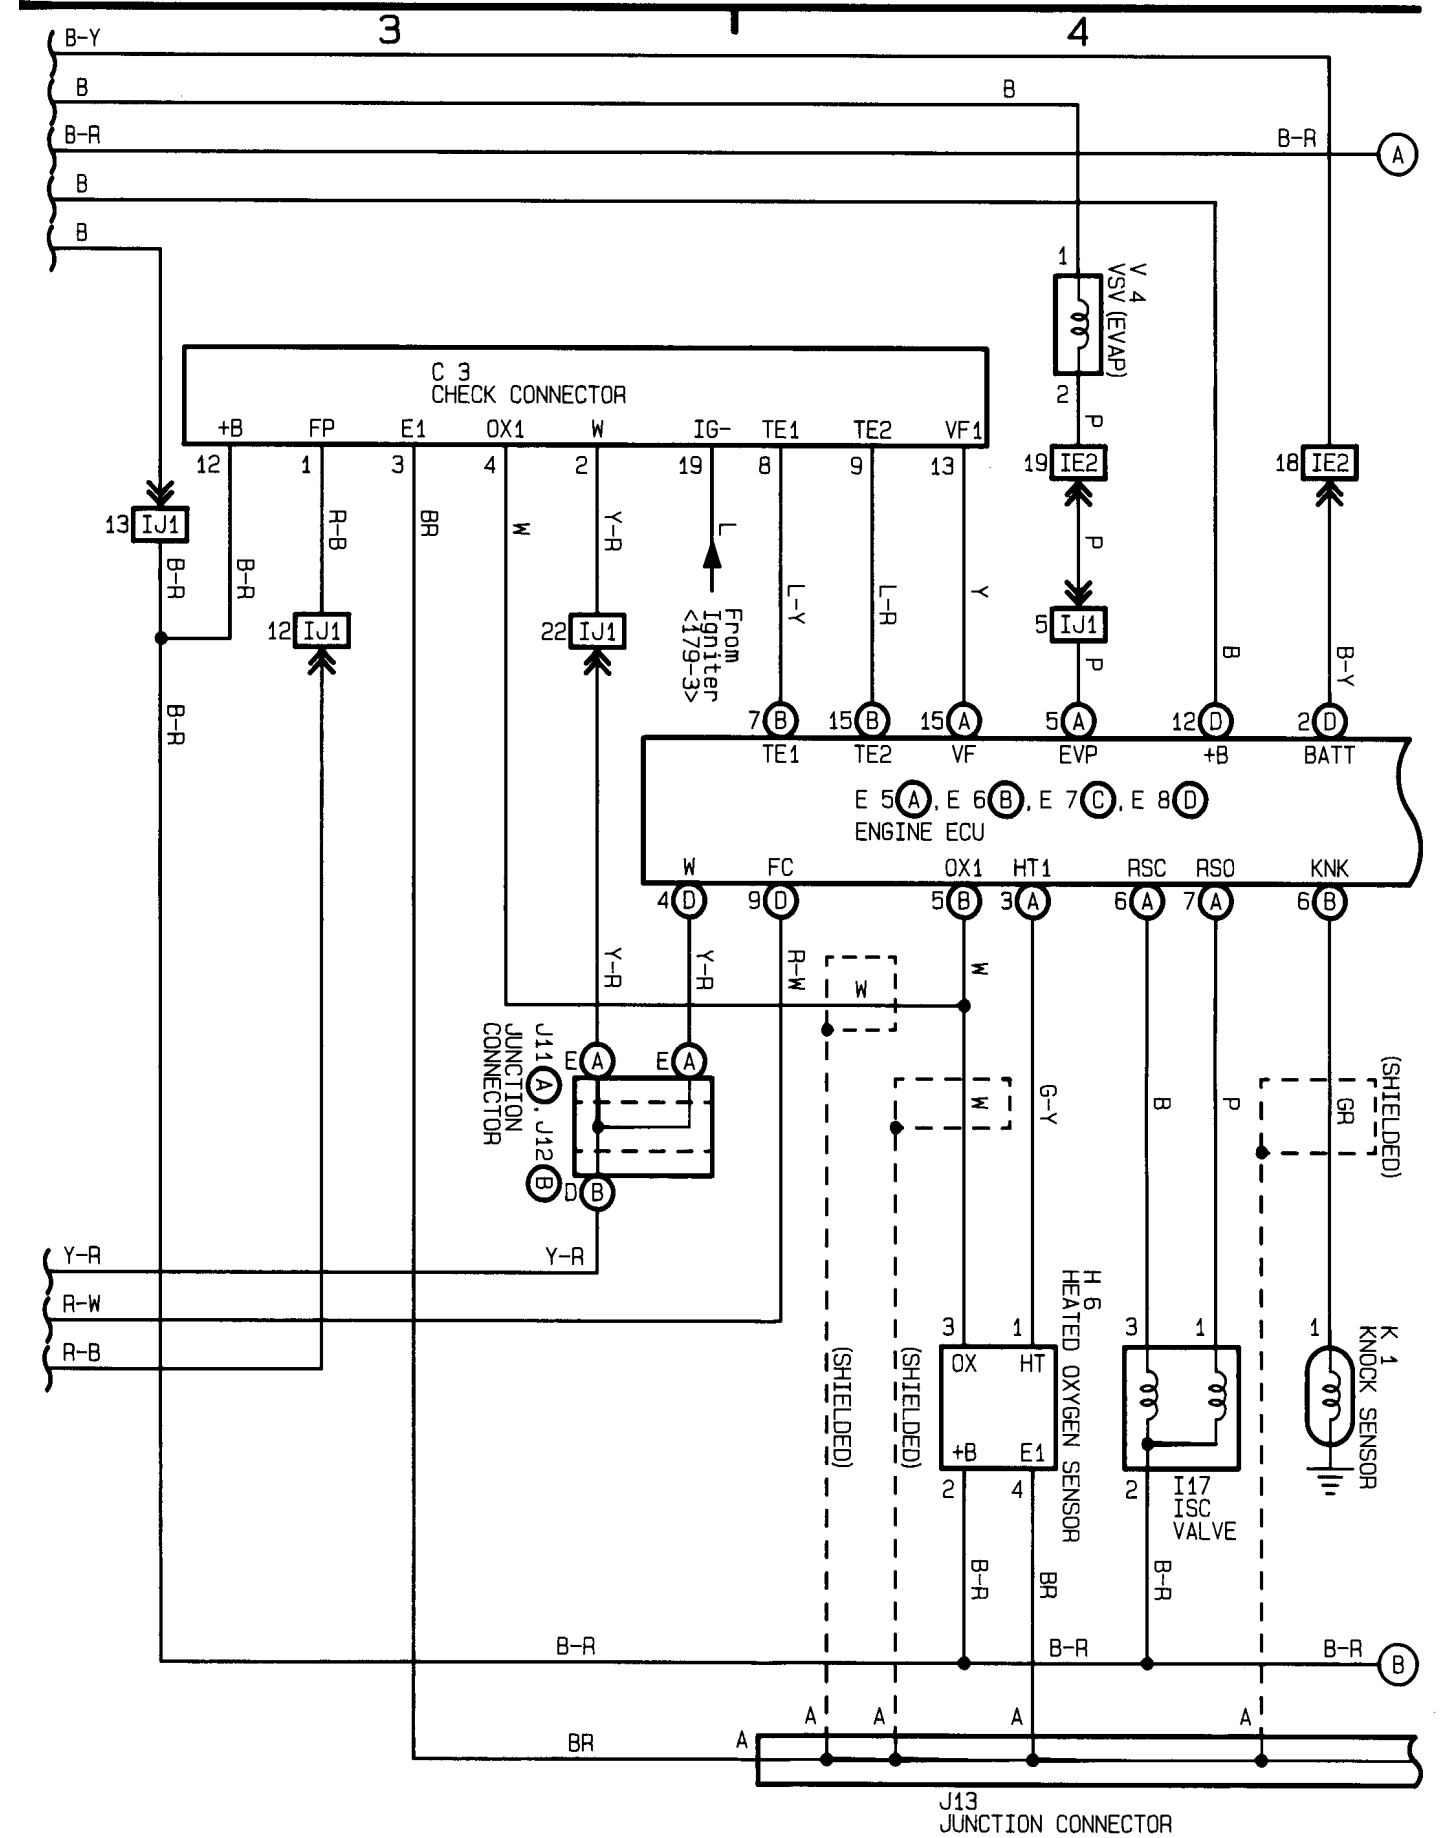 3
4
B-Y
B
B
B-R
B-R
A
B
B
1
V 4
VSV (EVAP)
C 3
CHECK CONNECTOR
2
P
+B
FP
E1
OX1
W
IG-
TE1
TE2
VF1
12
1
3
4
2
19
8
9
13
19 IE2
18 IE2
13 IJ1
R-B
BR
W
Y-R
L
P
B-R
B-R
L-Y
L-R
Y
12 IJ1
22 IJ1
From
Igniter
<179-3>
5 IJ1
B
B-Y
P
B-R
7 B
15 B
15 A
5 A
12 D
2 D
TE1
TE2
VF
EVP
+B
BATT
E 5 A, E 6 B, E 7 C, E 8 D
ENGINE ECU
W
FC
OX1
HT1
RSC
RSO
KNK
4 D
9 D
5 B
3 A
6 A
7 A
6 B
Y-R
Y-R
R-W
W
W
J11 A, J12 B
JUNCTION
CONNECTOR
E A
E A
W
G-Y
B
P
GR
(SHIELDED)
D B
Y-R
Y-R
R-W
R-B
H 6
HEATED OXYGEN SENSOR
3
1
3
1
1
K 1
KNOCK SENSOR
(SHIELDED)
(SHIELDED)
OX
HT
+B
E1
2
4
2
I17
ISC
VALVE
B-R
BR
B-R
B-R
B-R
B-R
B
BR
A
A
A
A
A
J13
JUNCTION CONNECTOR